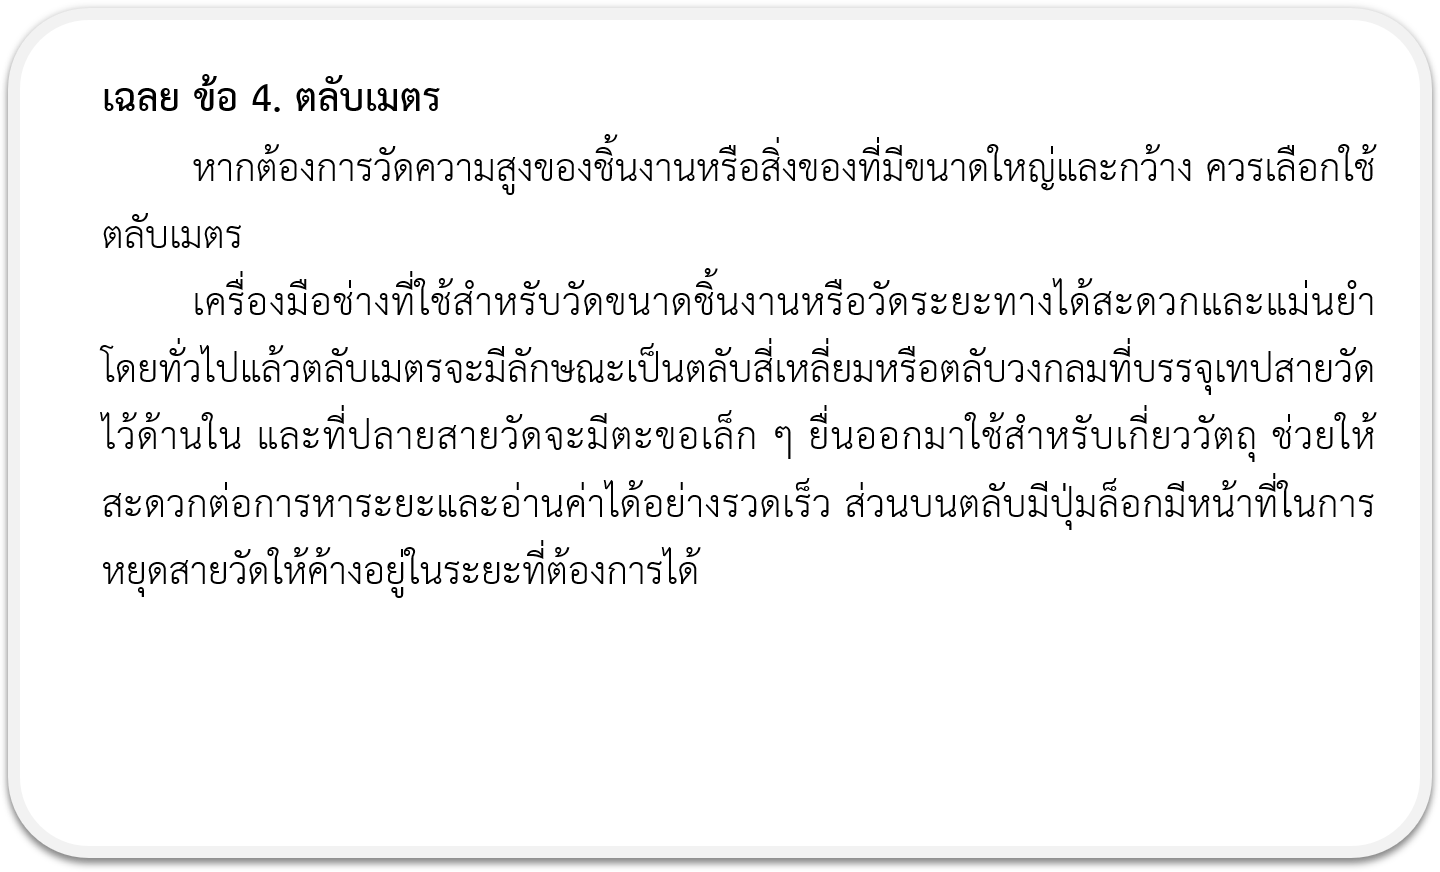 เฉลย ข้อ 4. ตลับเมตร
หากต้องการวัดความสูงของชิ้นงานหรือสิ่งของที่มีขนาดใหญ่และกว้าง ควรเลือกใช้
ตลับเมตร
เครื่องมือช่างที่ใช้สำหรับวัดขนาดชิ้นงานหรือวัดระยะทางได้สะดวกและแม่นยำ
โดยทั่วไปแล้วตลับเมตรจะมีลักษณะเป็นตลับสี่เหลี่ยมหรือตลับวงกลมที่บรรจุเทปสายวัด
ไว้ด้านใน และที่ปลายสายวัดจะมีตะขอเล็ก ๆ ยื่นออกมาใช้สำหรับเกี่ยววัตถุ ช่วยให้
สะดวกต่อการหาระยะและอ่านค่าได้อย่างรวดเร็ว ส่วนบนตลับมีปุ่มล็อกมีหน้าที่ในการ
หยุดสายวัดให้ค้างอยู่ในระยะที่ต้องการได้